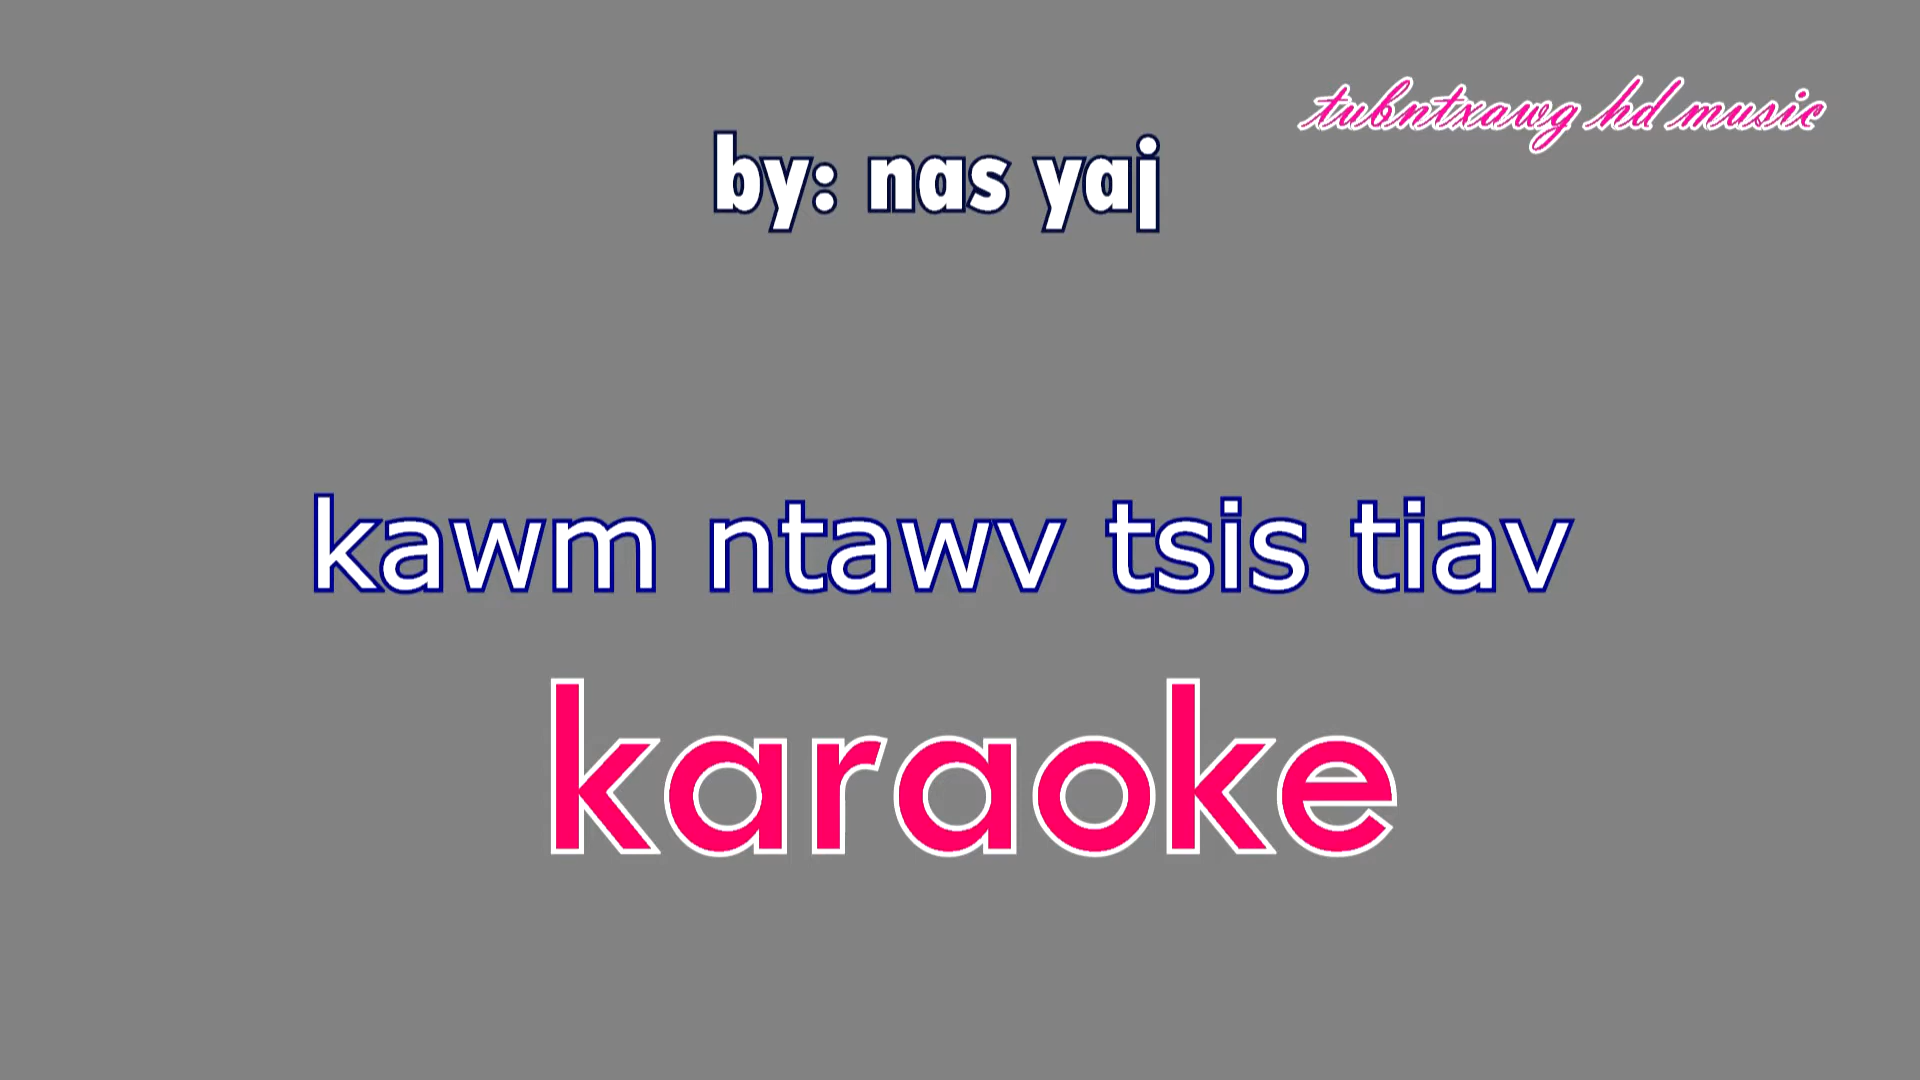 tubntxawg hd music
by: nas yaj
kawm ntawv tsis tiav
karaoke